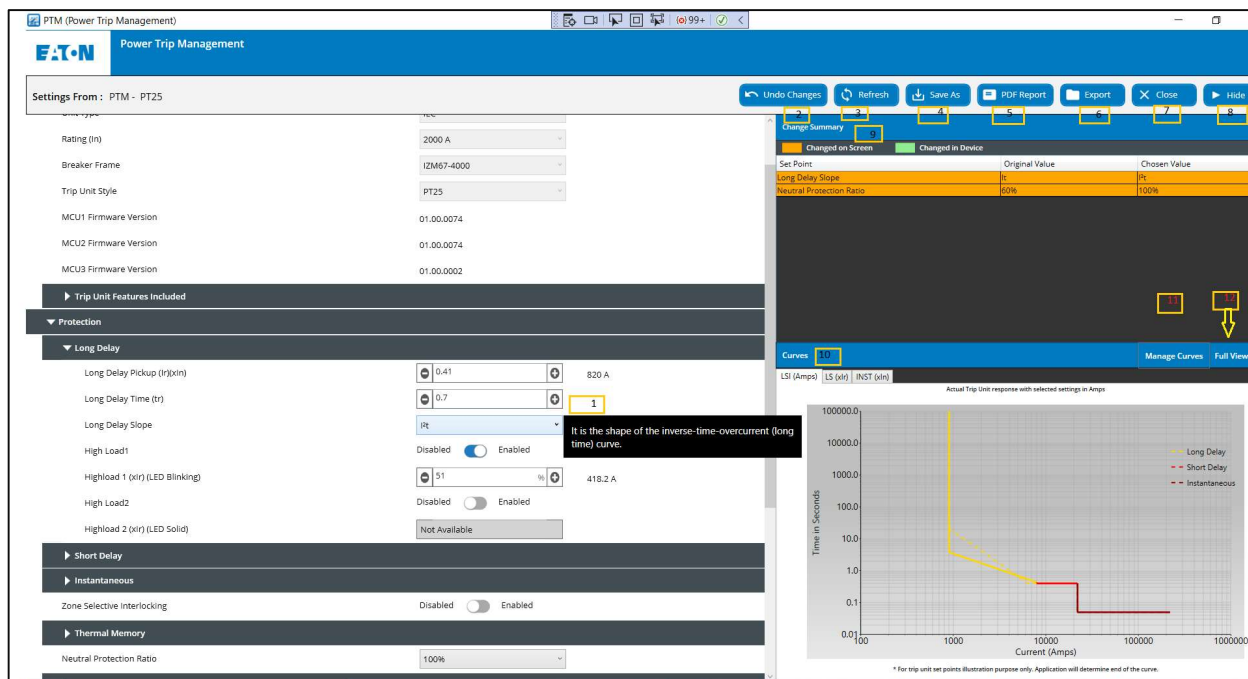 PTM (Power Trip Management)
99+
EATON
Power Trip Management
Settings From : PTM - PT25
Undo Changes
Refresh
Save As
PDF Report
Export
Close
Hide
2
3
4
5
6
7
8
Unit Type
IEC
Rating (In)
2000 A
Breaker Frame
IZM67-4000
Trip Unit Style
PT25
MCU1 Firmware Version
01.00.0074
MCU2 Firmware Version
01.00.0074
MCU3 Firmware Version
01.00.0002
Trip Unit Features Included
Protection
Long Delay
Long Delay Pickup (Ir)(xIn)
0.41
820 A
Long Delay Time (tr)
0.7
1
Long Delay Slope
I²t
It is the shape of the inverse-time-overcurrent (long
time) curve.
High Load1
Disabled
Enabled
Highload 1 (xIr) (LED Blinking)
51
%
418.2 A
High Load2
Disabled
Enabled
Highload 2 (xIr) (LED Solid)
Not Available
Short Delay
Instantaneous
Zone Selective Interlocking
Disabled
Enabled
Thermal Memory
Neutral Protection Ratio
100%
Change Summary
9
Changed on Screen
Changed in Device
Set Point
Original Value
Chosen Value
Long Delay Slope
It
I²t
Neutral Protection Ratio
60%
100%
11
12
Curves
10
Manage Curves
Full View
LSI (Amps)
LS (xIr)
INST (xIn)
Actual Trip Unit response with selected settings in Amps
100000.0
10000.0
1000.0
100.0
10.0
1.0
0.1
0.01
Time in Seconds
Long Delay
Short Delay
Instantaneous
100
1000
10000
100000
1000000
Current (Amps)
* For trip unit set points illustration purpose only. Application will determine end of the curve.